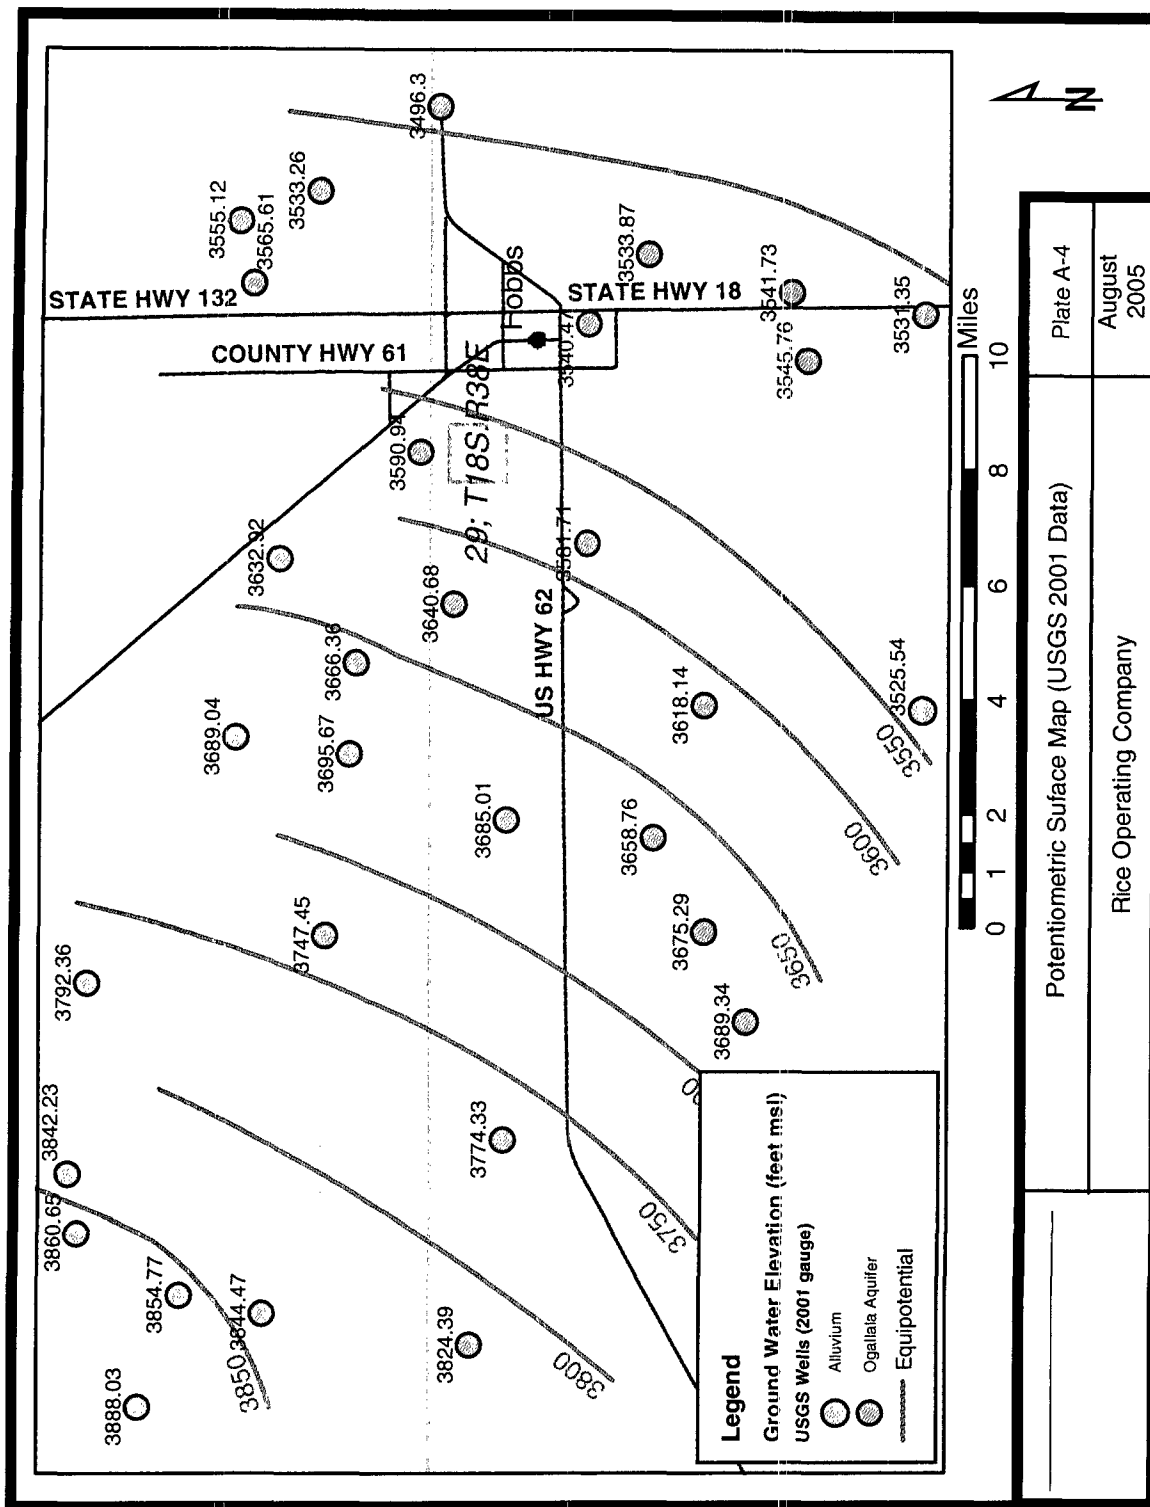 3888.03
3854.77
3860.65
3842.23
3792.36
3850
3844.47
3824.39
3800
3774.33
3750
3747.45
3689.04
3695.67
3666.36
3632.92
3685.01
3640.68
3590.94
3658.76
3675.29
3689.34
3650
3618.14
3600
3581.71
3525.54
3550
3555.12
3565.61
3533.26
3496.3
3533.87
3540.47
3541.73
3545.76
3531.35
STATE HWY 132
COUNTY HWY 61
STATE HWY 18
US HWY 62
Hobbs
29; T18S R38E
N
Legend
Ground Water Elevation (feet msl)
USGS Wells (2001 gauge)
Alluvium
Ogallala Aquifer
Equipotential
0 1 2 4 6 8 10
Miles
Potentiometric Suface Map (USGS 2001 Data)
Plate A-4
Rice Operating Company
August
2005